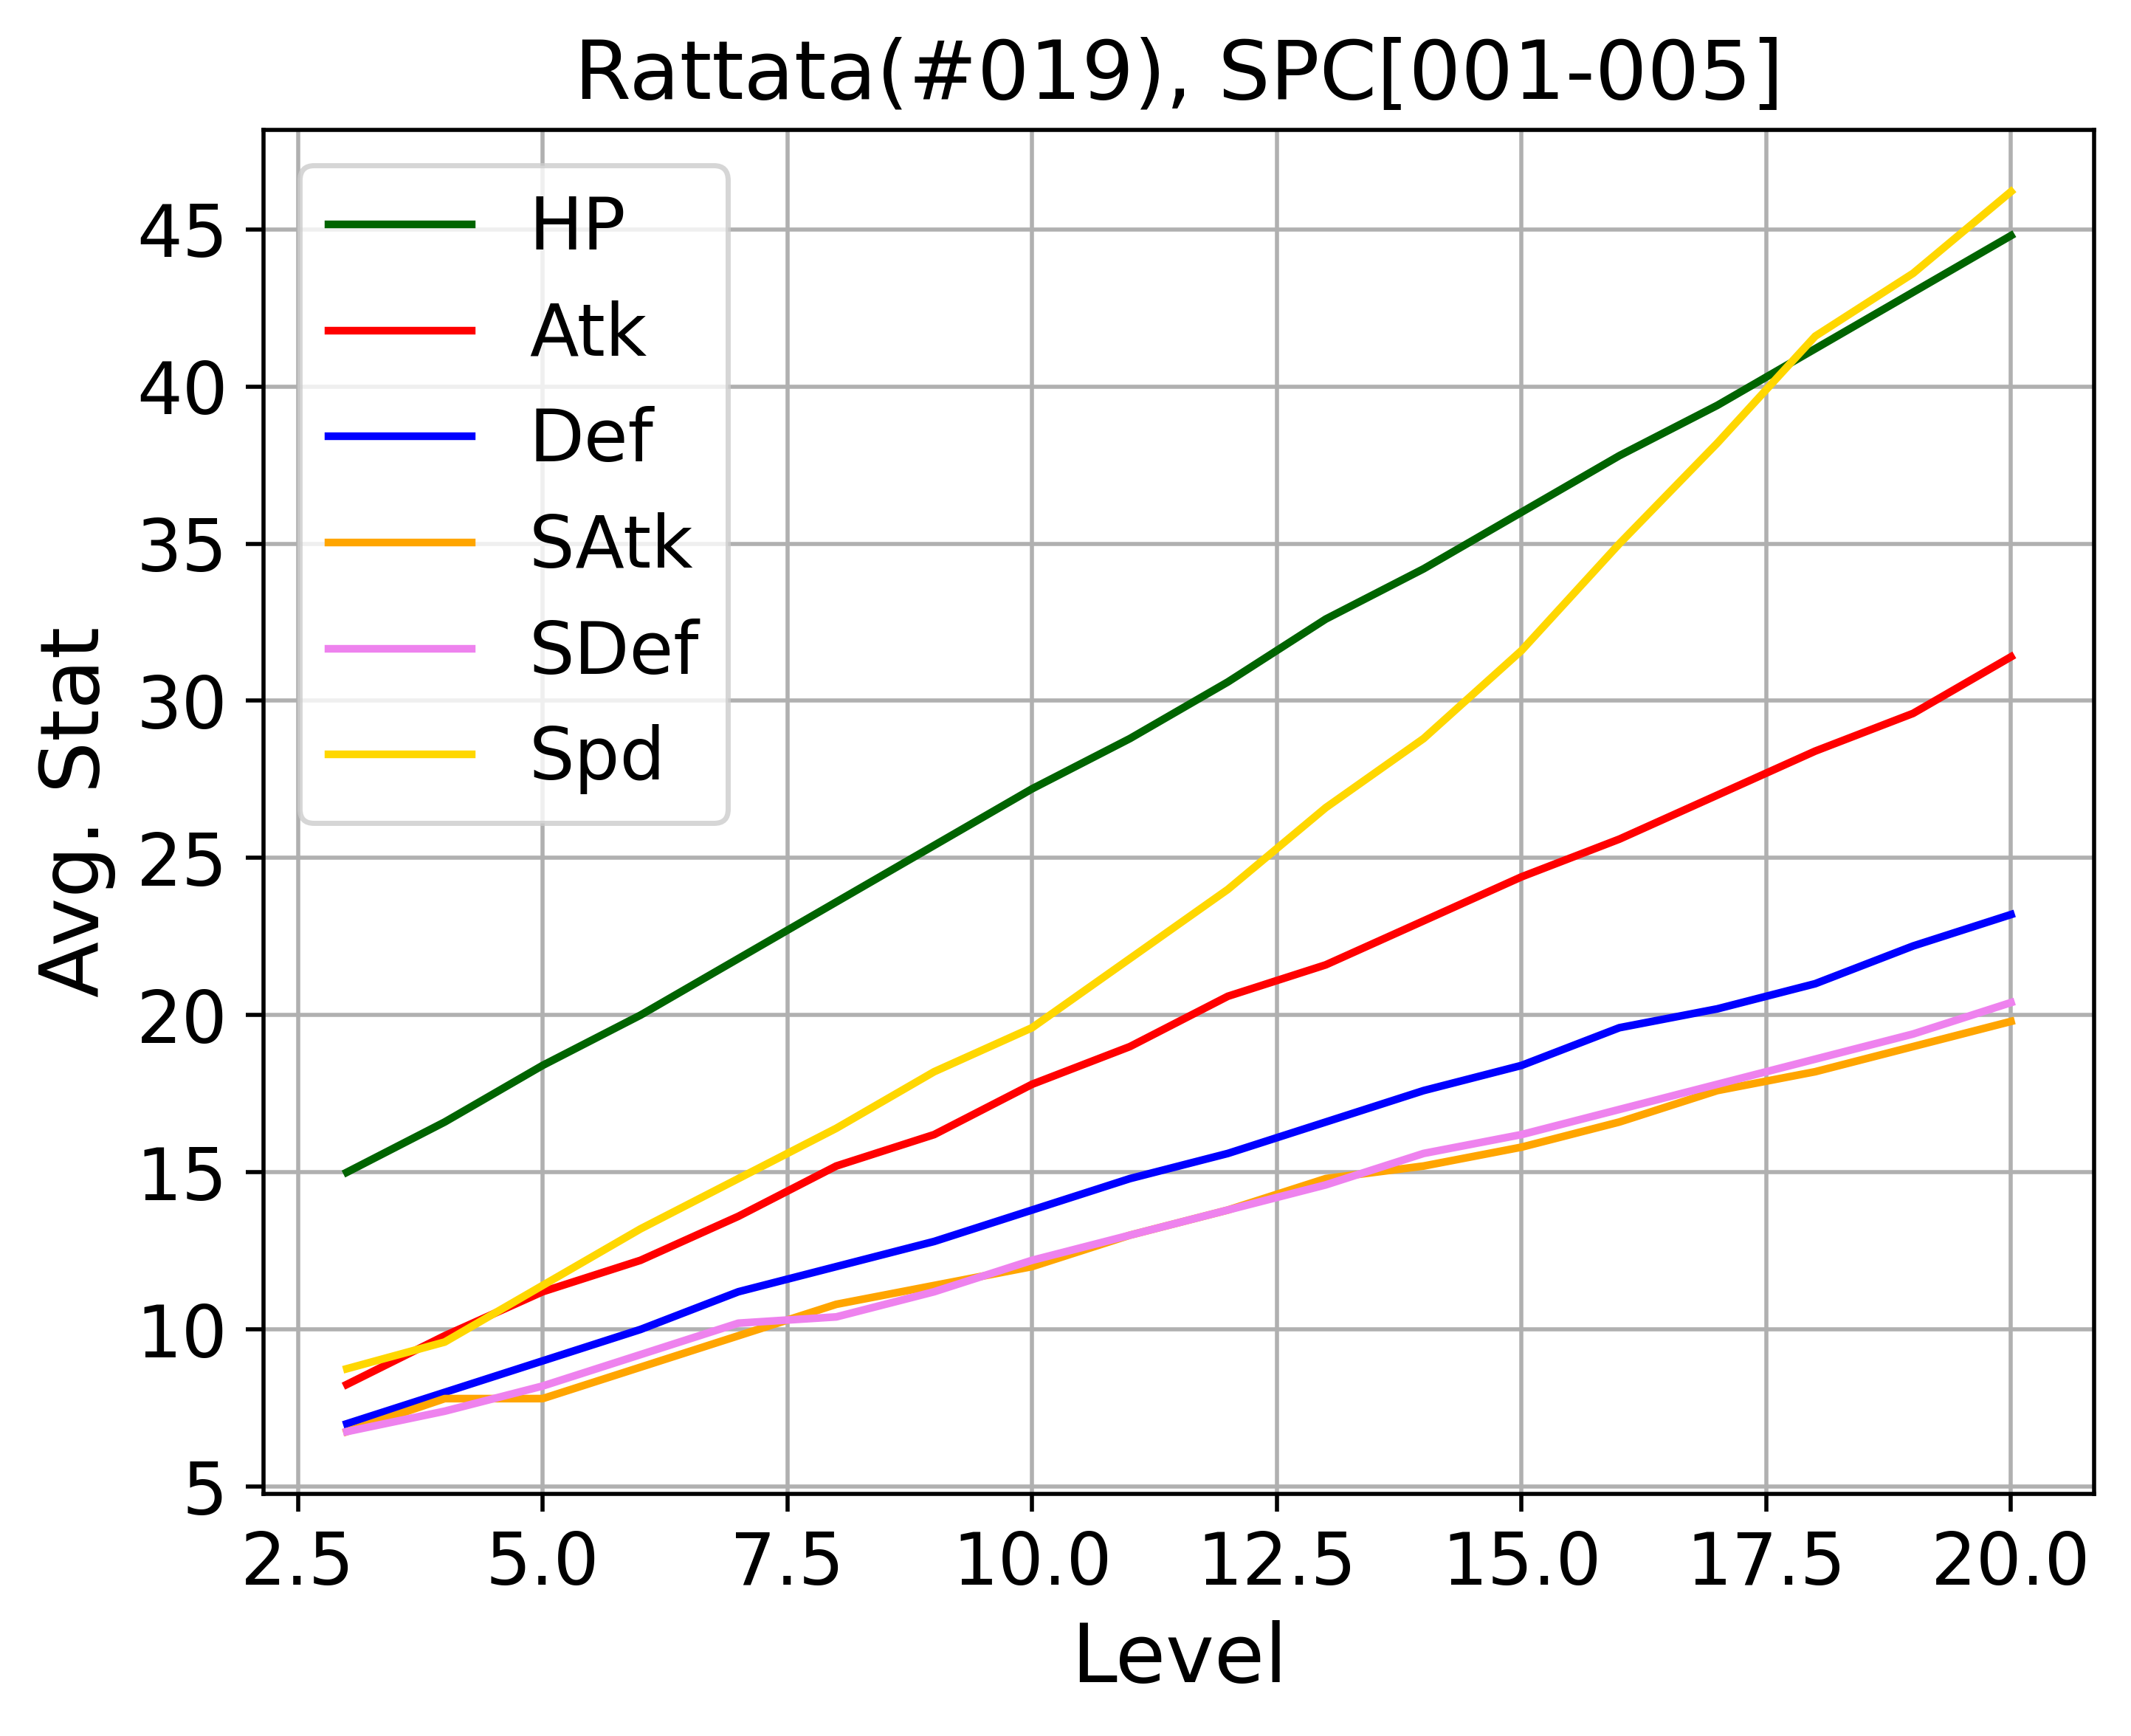 Rattata(#019), SPC[001-005]
HP
Atk
Def
SAtk
SDef
Spd
Avg. Stat
45
40
35
30
25
20
15
10
5
2.5 5.0 7.5 10.0 12.5 15.0 17.5 20.0
Level